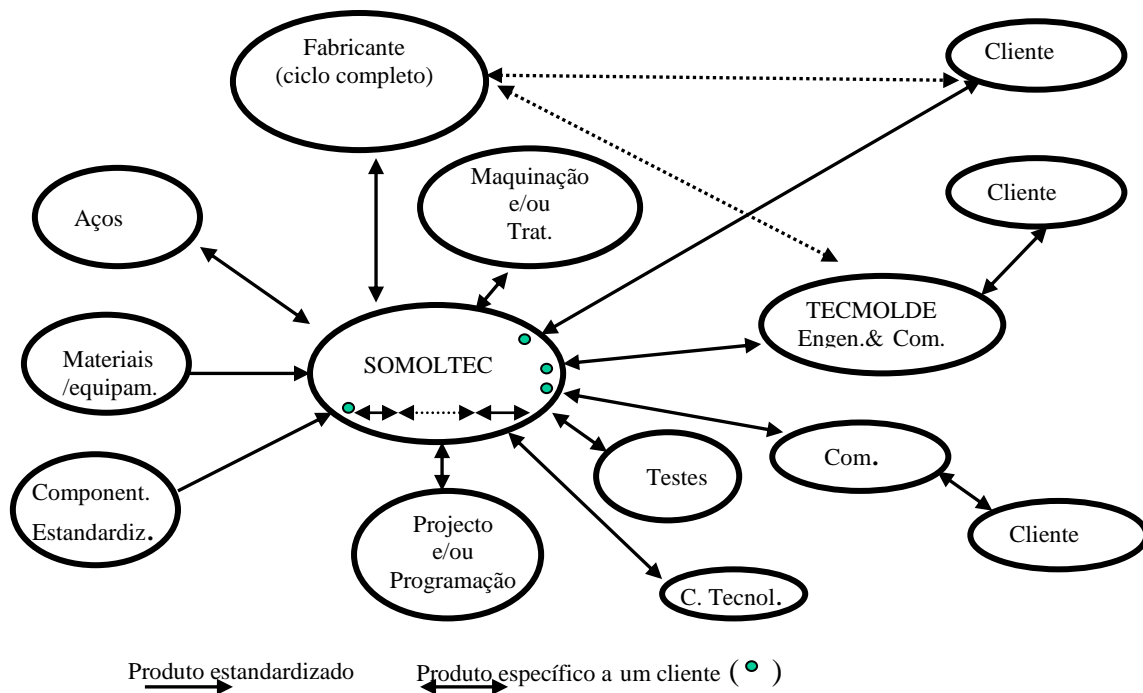 Fabricante
(ciclo completo)
Cliente
Maquinação
e/ou
Trat.
Cliente
Aços
TECMOLDE
Engen.& Com.
Materiais
/equipam.
SOMOLTEC
Com.
Testes
Component.
Estandardiz.
Projecto
e/ou
Programação
Cliente
C. Tecnol.
Produto estandardizado
Produto específico a um cliente ( )